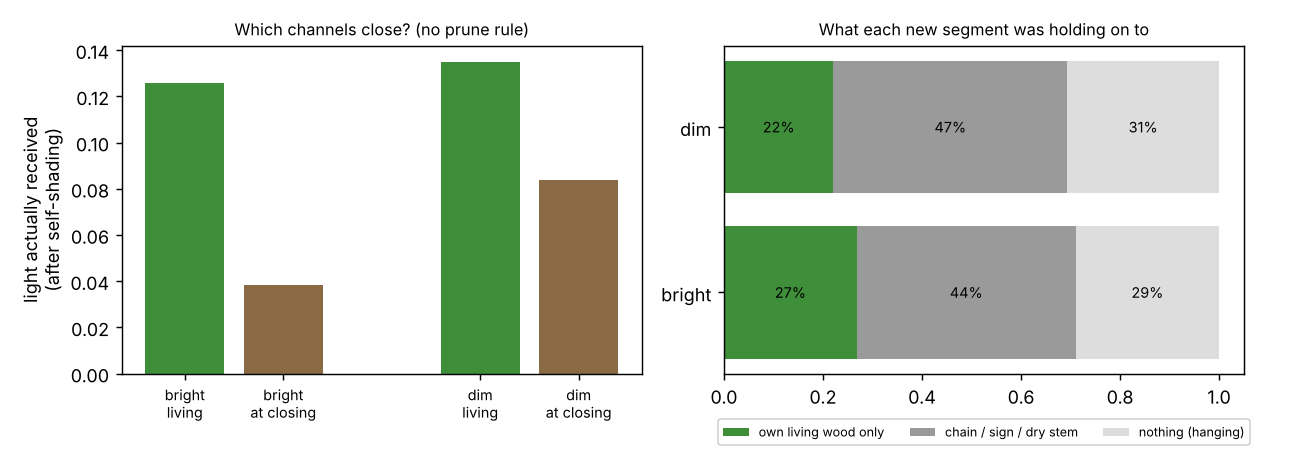 Which channels close? (no prune rule)
light actually received
(after self-shading)
0.14
0.12
0.10
0.08
0.06
0.04
0.02
0.00
bright
living
bright
at closing
dim
living
dim
at closing
What each new segment was holding on to
dim
22%
47%
31%
bright
27%
44%
29%
0.0
0.2
0.4
0.6
0.8
1.0
own living wood only
chain / sign / dry stem
nothing (hanging)